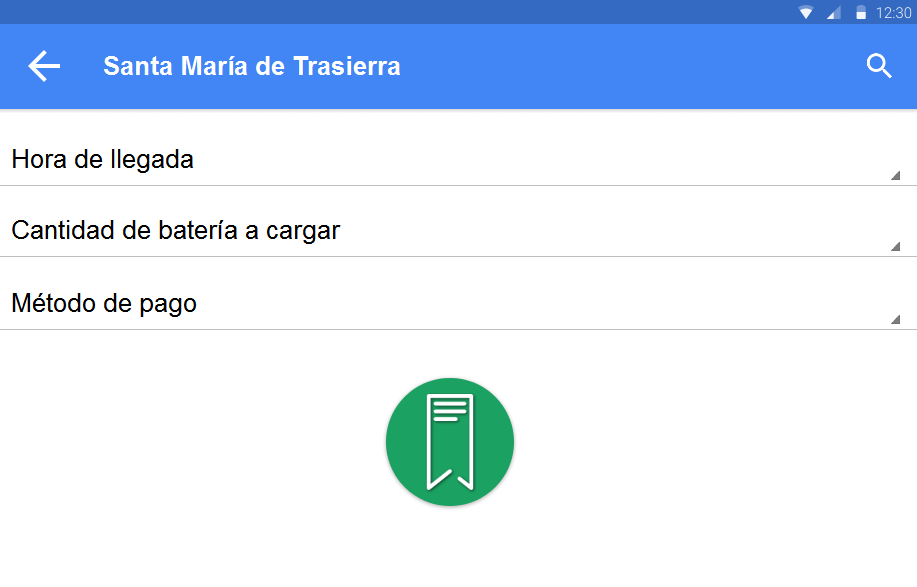 12:30
Santa María de Trasierra
Hora de llegada
Cantidad de batería a cargar
Método de pago